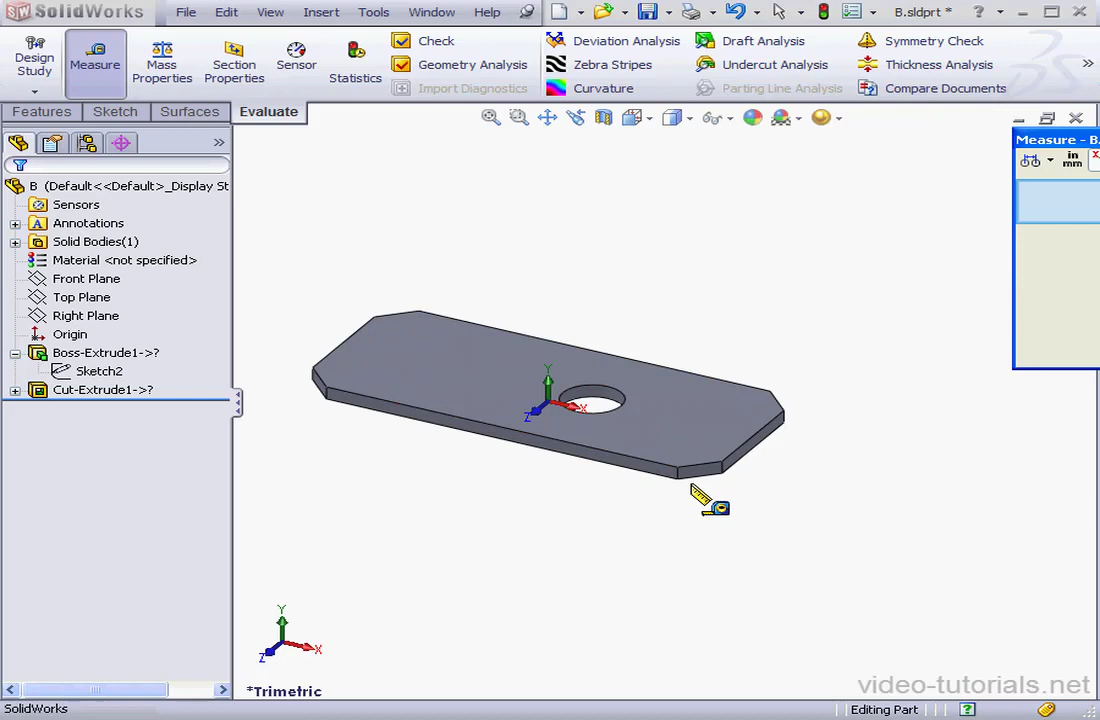 SW SolidWorks File Edit View Insert Tools Window Help B.sldprt * ?
Design Study
Measure
Mass Properties
Section Properties
Sensor
Statistics
Check
Geometry Analysis
Import Diagnostics
Deviation Analysis
Zebra Stripes
Curvature
Draft Analysis
Undercut Analysis
Parting Line Analysis
Symmetry Check
Thickness Analysis
Compare Documents
Features Sketch Surfaces Evaluate
Measure - B.
in
mm
B (Default<<Default>_Display St
Sensors
A Annotations
Solid Bodies(1)
Material <not specified>
Front Plane
Top Plane
Right Plane
Origin
Boss-Extrude1->?
Sketch2
Cut-Extrude1->?
Y
X
Z
Y
X
Z
*Trimetric
video-tutorials.net
SolidWorks Editing Part ?